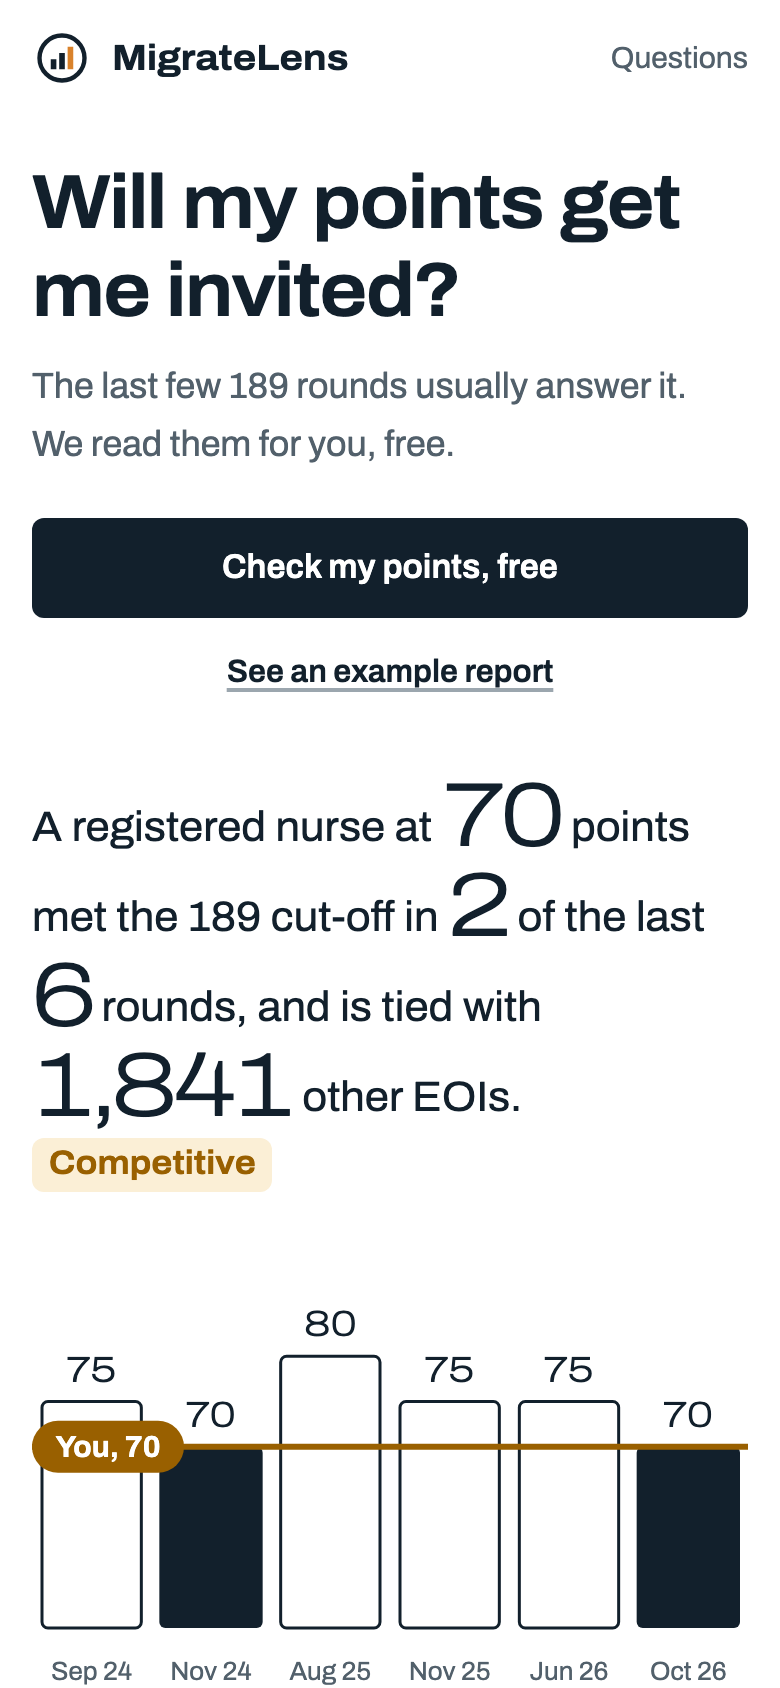 MigrateLens
Questions
Will my points get
me invited?
The last few 189 rounds usually answer it.
We read them for you, free.
Check my points, free
See an example report
A registered nurse at 70 points
met the 189 cut-off in 2 of the last
6 rounds, and is tied with
1,841 other EOIs.
Competitive
80
75
75
75
70
70
You, 70
Sep 24
Nov 24
Aug 25
Nov 25
Jun 26
Oct 26